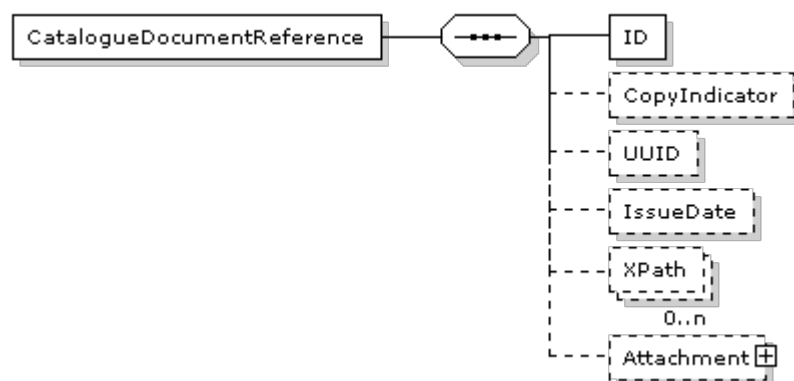 CatalogueDocumentReference
ID
CopyIndicator
UUID
IssueDate
XPath
0..n
Attachment